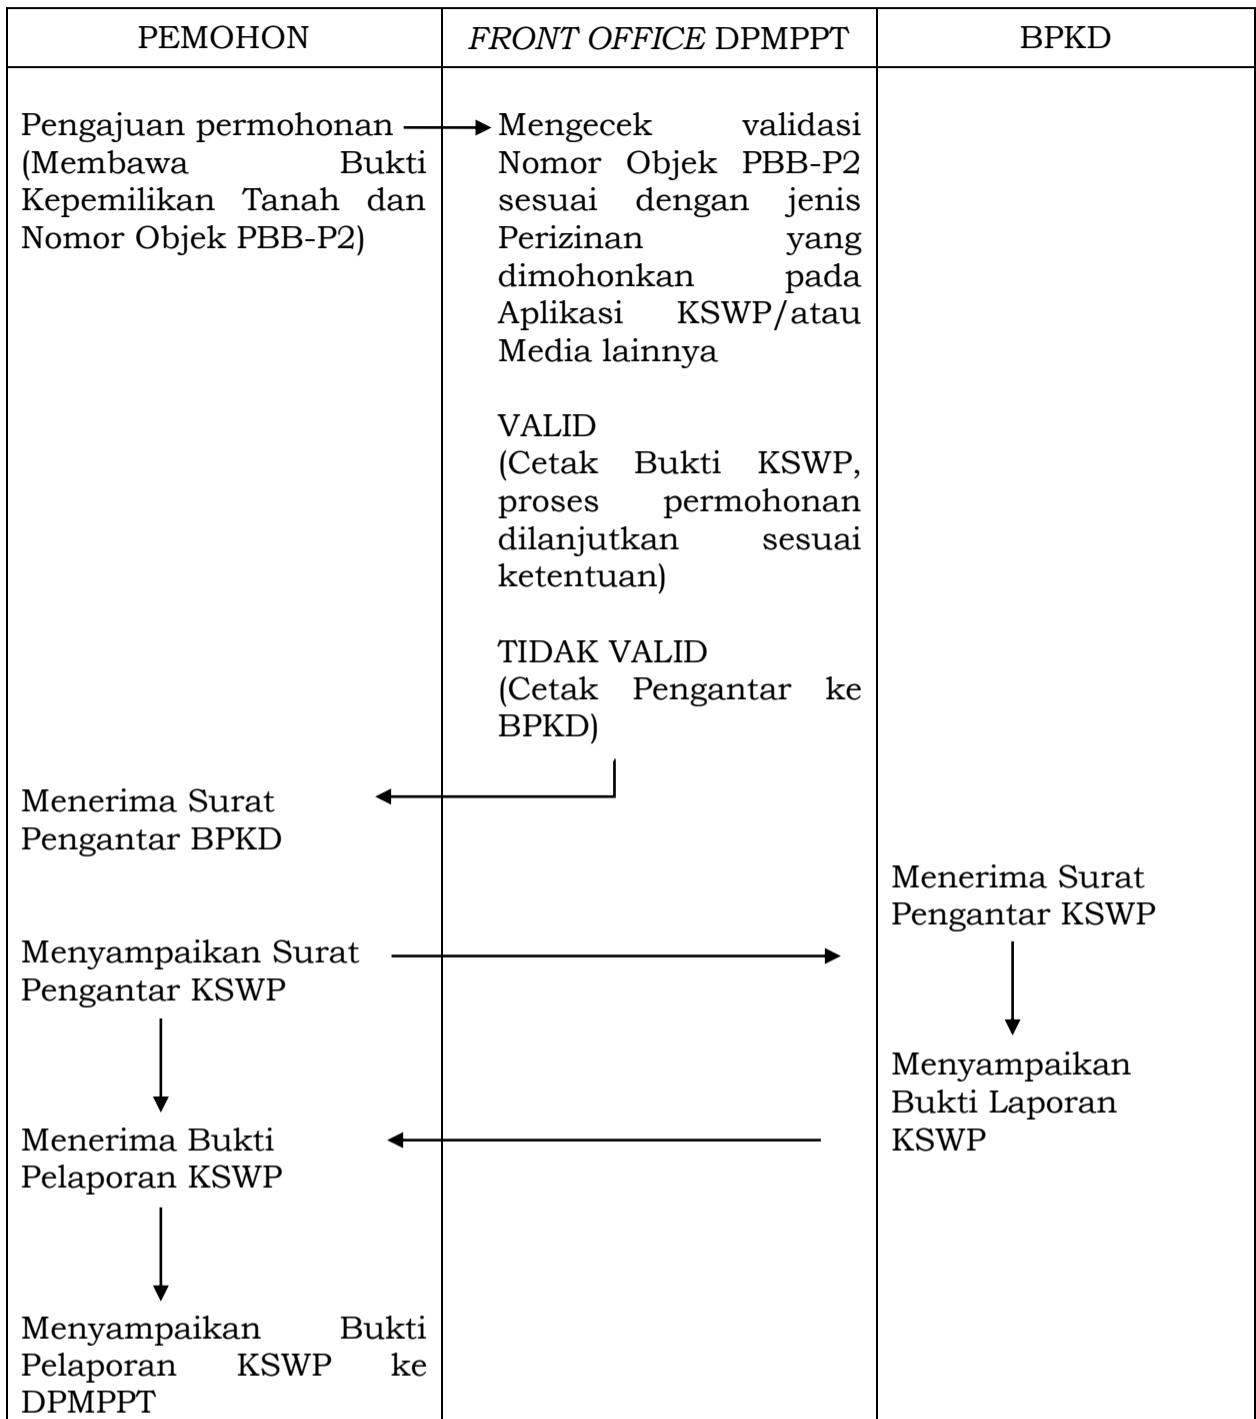 PEMOHON
FRONT OFFICE DPMPPT
BPKD
Pengajuan permohonan
(Membawa Bukti
Kepemilikan Tanah dan
Nomor Objek PBB-P2)
Mengecek validasi
Nomor Objek PBB-P2
sesuai dengan jenis
Perizinan yang
dimohonkan pada
Aplikasi KSWP/atau
Media lainnya
VALID
(Cetak Bukti KSWP,
proses permohonan
dilanjutkan sesuai
ketentuan)
TIDAK VALID
(Cetak Pengantar ke
BPKD)
Menerima Surat
Pengantar BPKD
Menerima Surat
Pengantar KSWP
Menyampaikan Surat
Pengantar KSWP
Menyampaikan
Bukti Laporan
KSWP
Menerima Bukti
Pelaporan KSWP
Menyampaikan Bukti
Pelaporan KSWP ke
DPMPPT